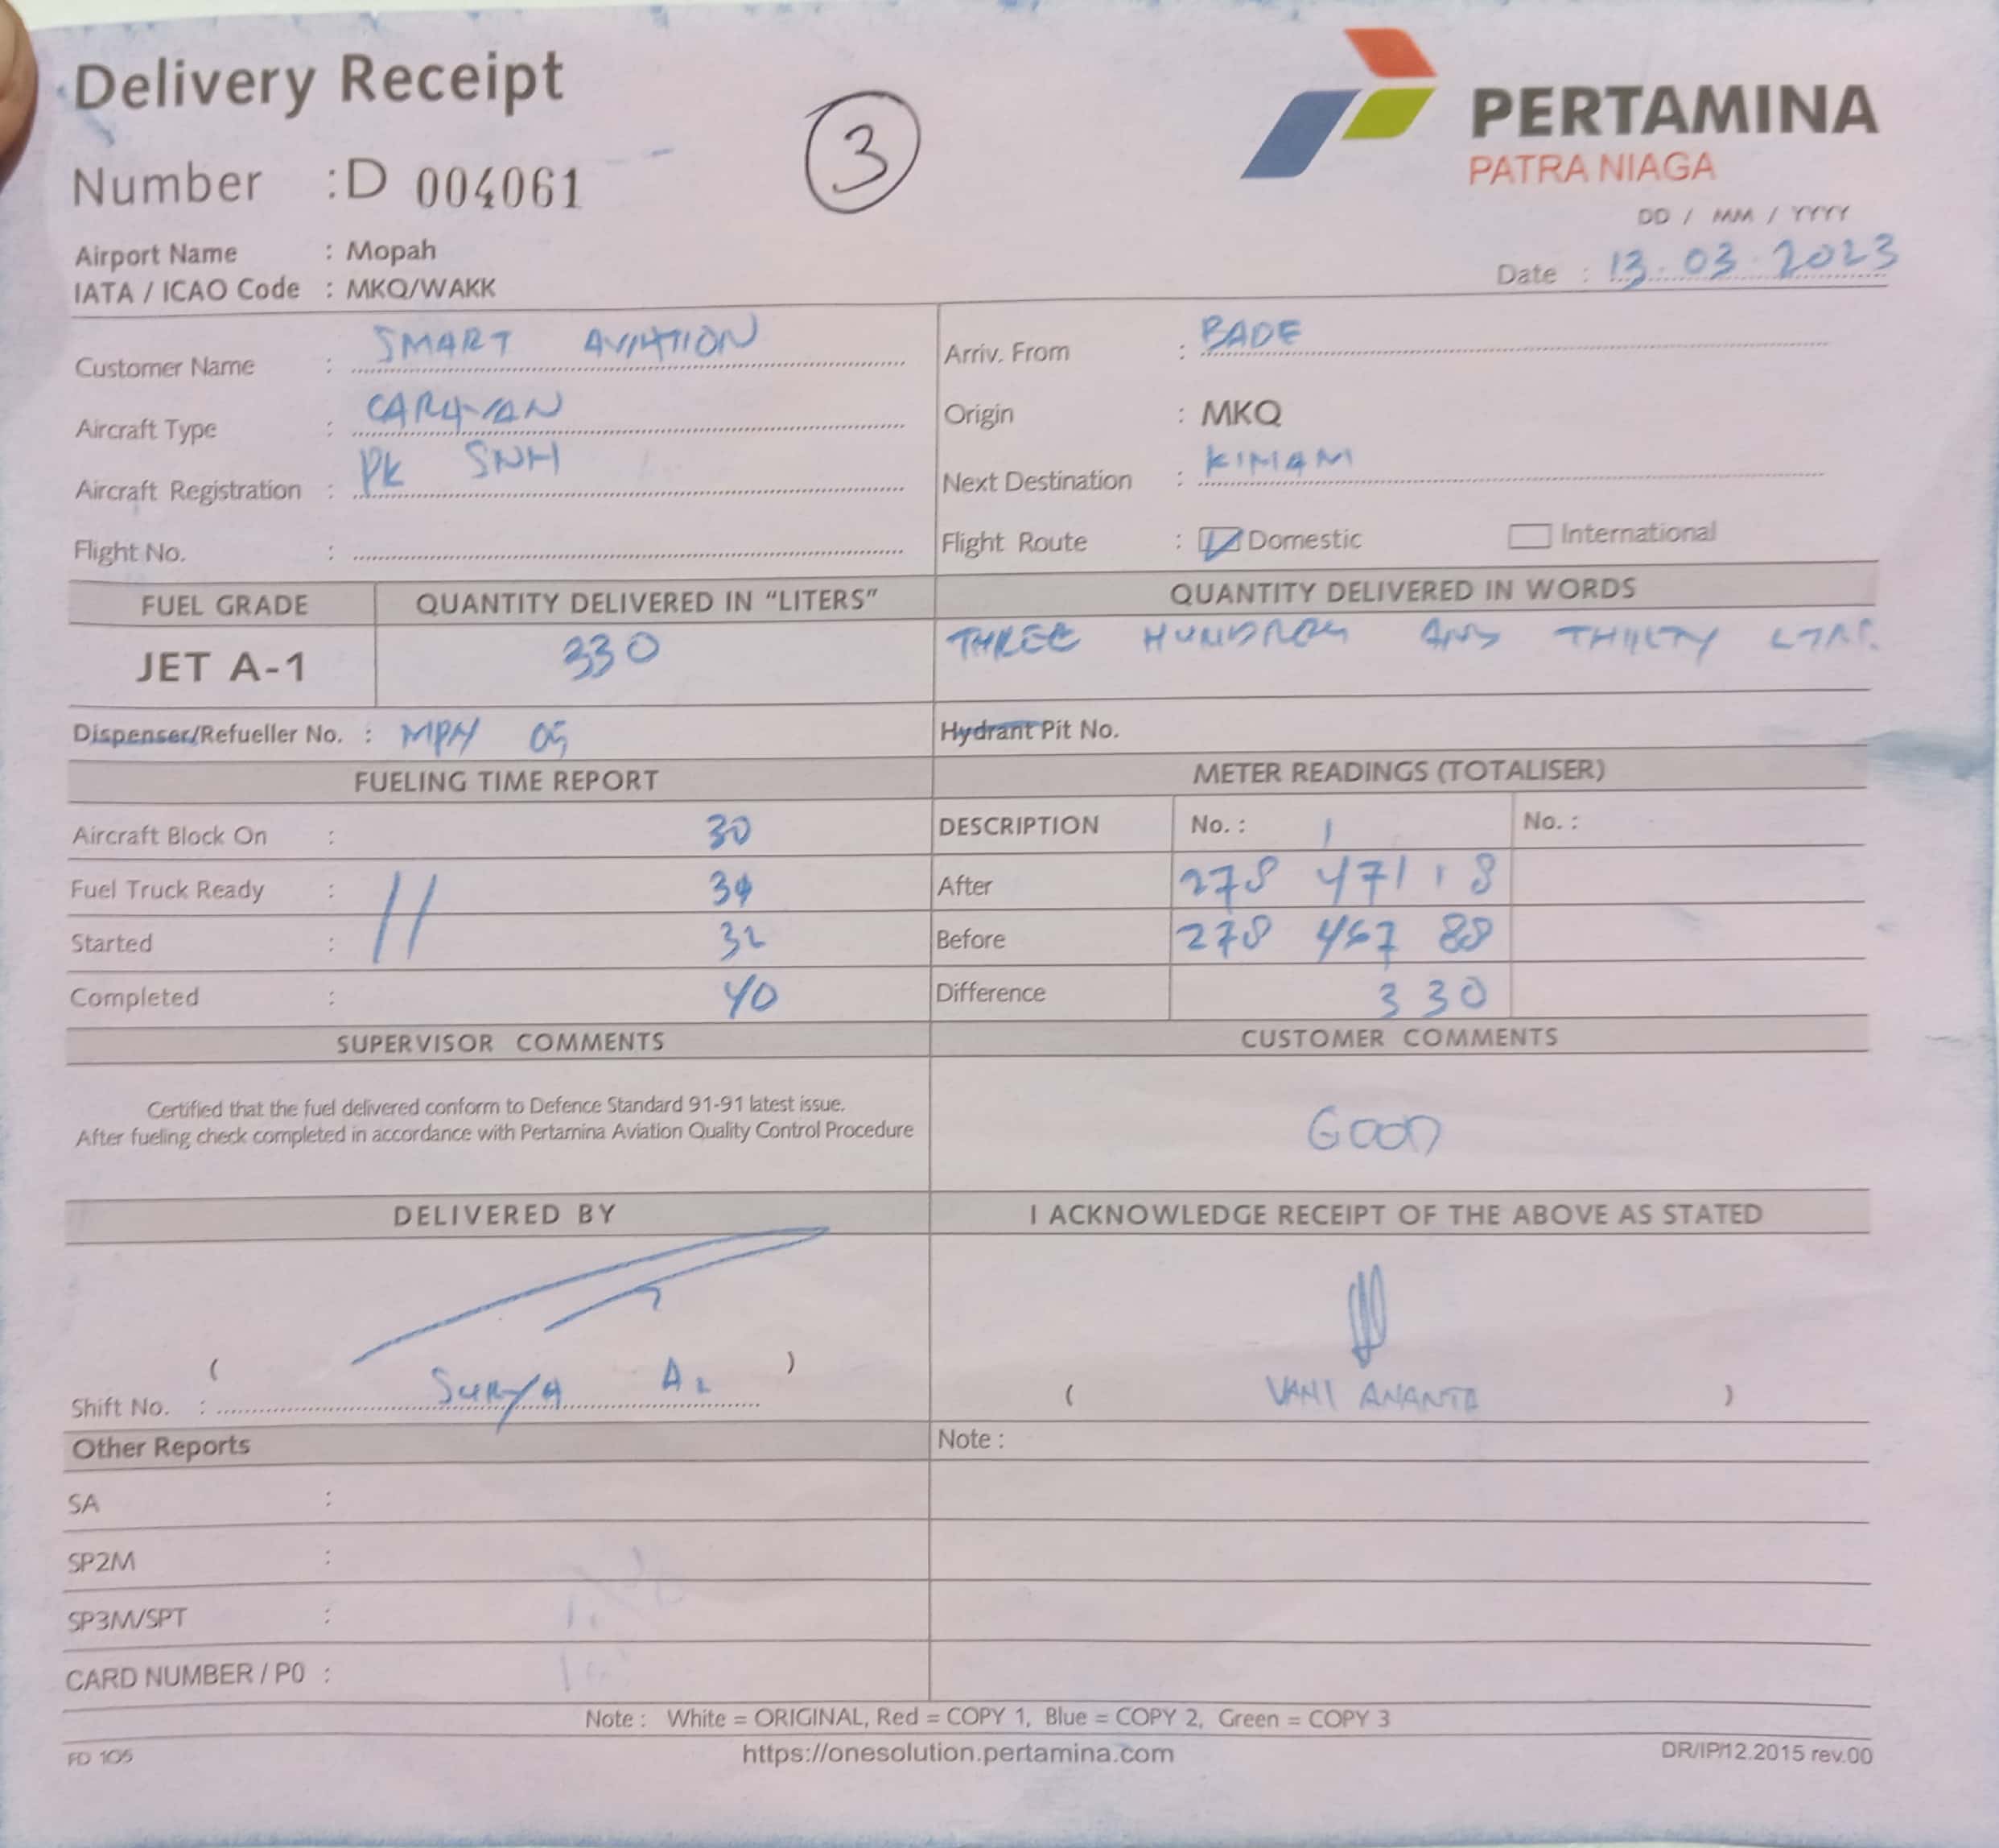 Delivery Receipt
3
PERTAMINA
PATRA NIAGA
Number : D 004061
DD / MM / YYYY
Airport Name : Mopah
Date : 13.03.2023
IATA / ICAO Code : MKQ/WAKK
Customer Name : SMART AVIATION
Arriv. From : BADE
Aircraft Type : CARAVAN
Origin : MKQ
Aircraft Registration : PK SNH
Next Destination : KIMAM
Flight No. :
Flight Route : Domestic International
FUEL GRADE QUANTITY DELIVERED IN "LITERS" QUANTITY DELIVERED IN WORDS
JET A-1 330 THREE HUNDRED AND THIRTY LTRS.
Dispenser/Refueller No. : MPH 05
Hydrant Pit No.
FUELING TIME REPORT METER READINGS (TOTALISER)
Aircraft Block On : 30
DESCRIPTION No. : 1 No. :
Fuel Truck Ready :
After 278 471 18
Started : 32
Before 278 467 88
Completed : 40
Difference 330
SUPERVISOR COMMENTS CUSTOMER COMMENTS
Certified that the fuel delivered conform to Defence Standard 91-91 latest issue.
After fueling check completed in accordance with Pertamina Aviation Quality Control Procedure
GOOD
DELIVERED BY I ACKNOWLEDGE RECEIPT OF THE ABOVE AS STATED
( )
Shift No. : SURYA A.
( VANI ANANTA )
Other Reports
Note :
SA :
SP2M :
SP3M/SPT :
CARD NUMBER / P0 :
Note : White = ORIGINAL, Red = COPY 1, Blue = COPY 2, Green = COPY 3
FD 105
https://onesolution.pertamina.com
DR/IP/12.2015 rev.00